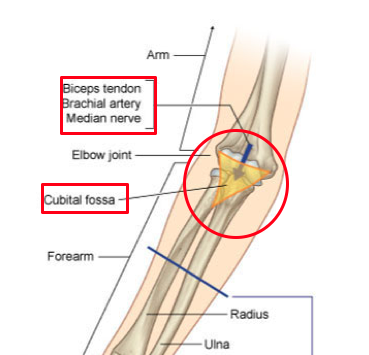 Arm
Biceps tendon
Brachial artery
Median nerve
Elbow joint
Cubital fossa
Forearm
Radius
Ulna